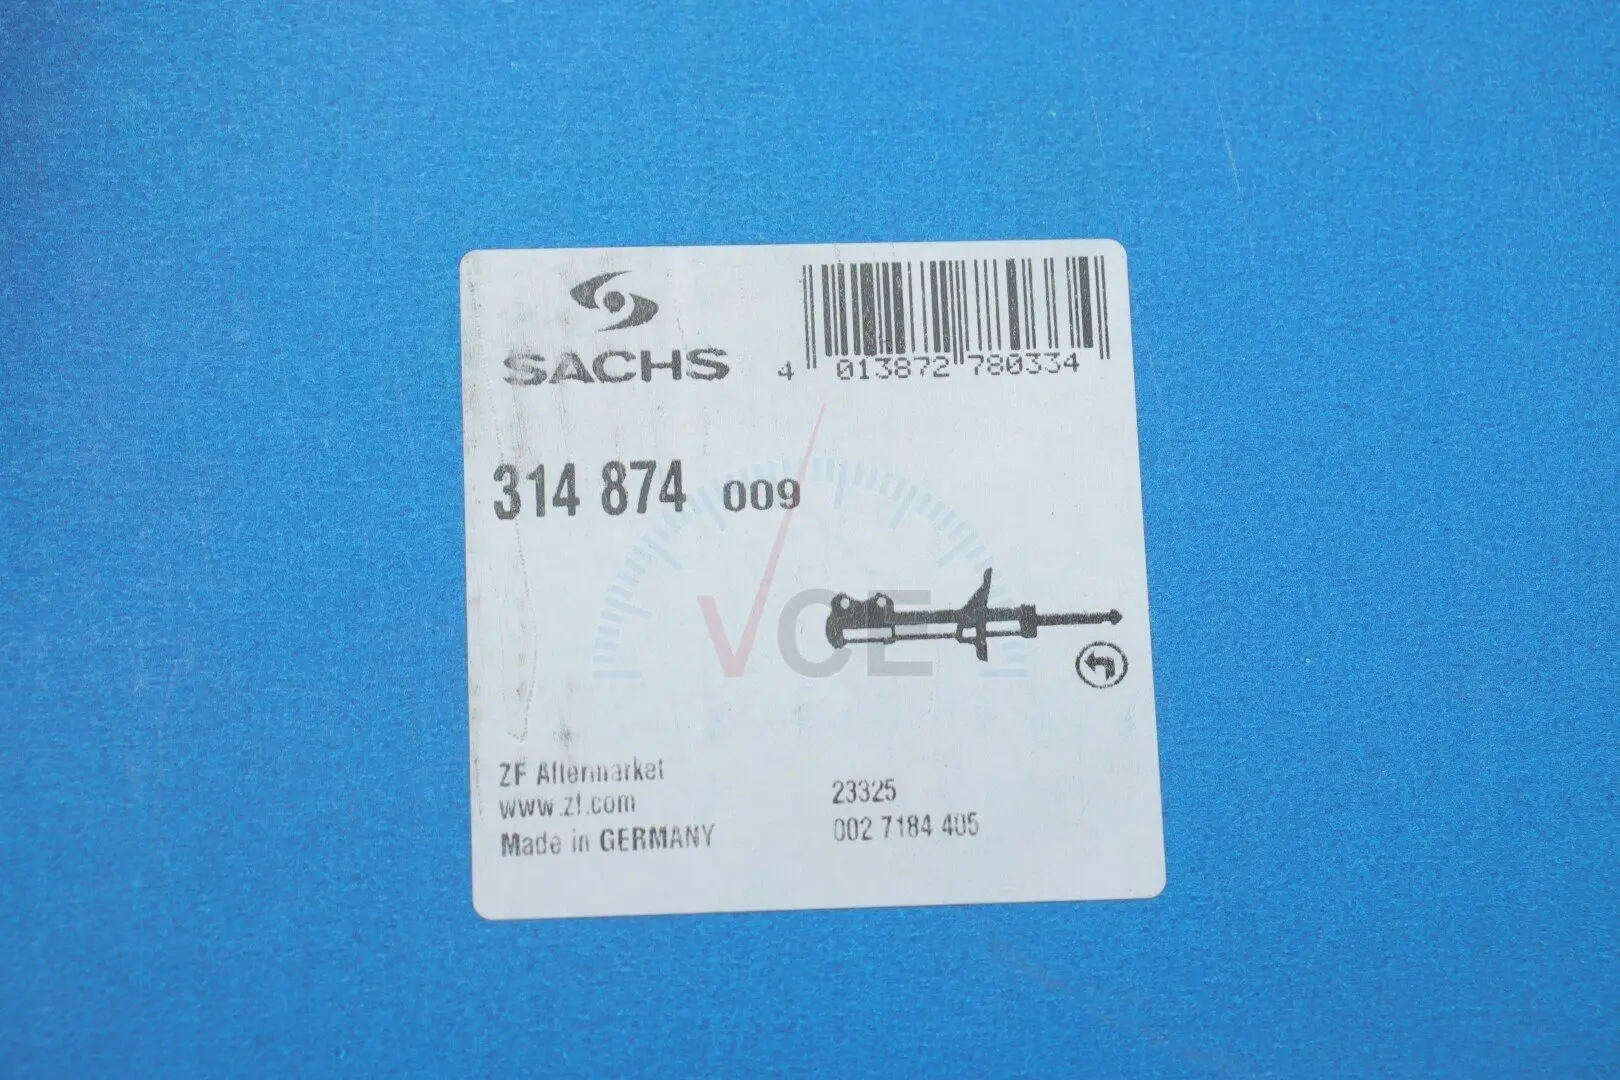 SACHS
4 013872 780334
314 874 009
VCE
ZF Aftermarket
www.zf.com
Made in GERMANY
23325
002 7184 405